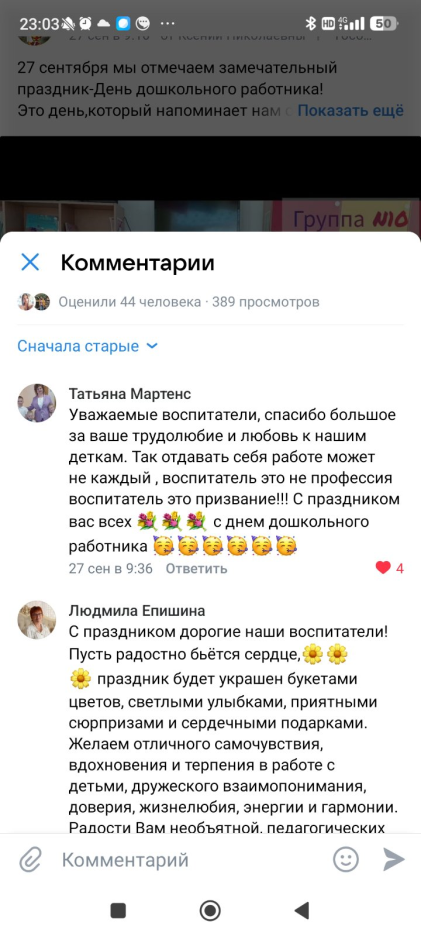 23:03
HD 4G 50
27 сен в 9:10 · от Ксении Николаевны
27 сентября мы отмечаем замечательный
праздник-День дошкольного работника!
Это день,который напоминает нам с Показать ещё
Группа №10
Комментарии
Оценили 44 человека · 389 просмотров
Сначала старые
Татьяна Мартенс
Уважаемые воспитатели, спасибо большое
за ваше трудолюбие и любовь к нашим
деткам. Так отдавать себя работе может
не каждый , воспитатель это не профессия
воспитатель это призвание!!! С праздником
вас всех 💐💐💐 с днем дошкольного
работника 🥳🥳🥳🥳🥳🥳
27 сен в 9:36 Ответить 4
Людмила Епишина
С праздником дорогие наши воспитатели!
Пусть радостно бьётся сердце,🌼🌼
🌼 праздник будет украшен букетами
цветов, светлыми улыбками, приятными
сюрпризами и сердечными подарками.
Желаем отличного самочувствия,
вдохновения и терпения в работе с
детьми, дружеского взаимопонимания,
доверия, жизнелюбия, энергии и гармонии.
Радости Вам необъятной, педагогических
Комментарий